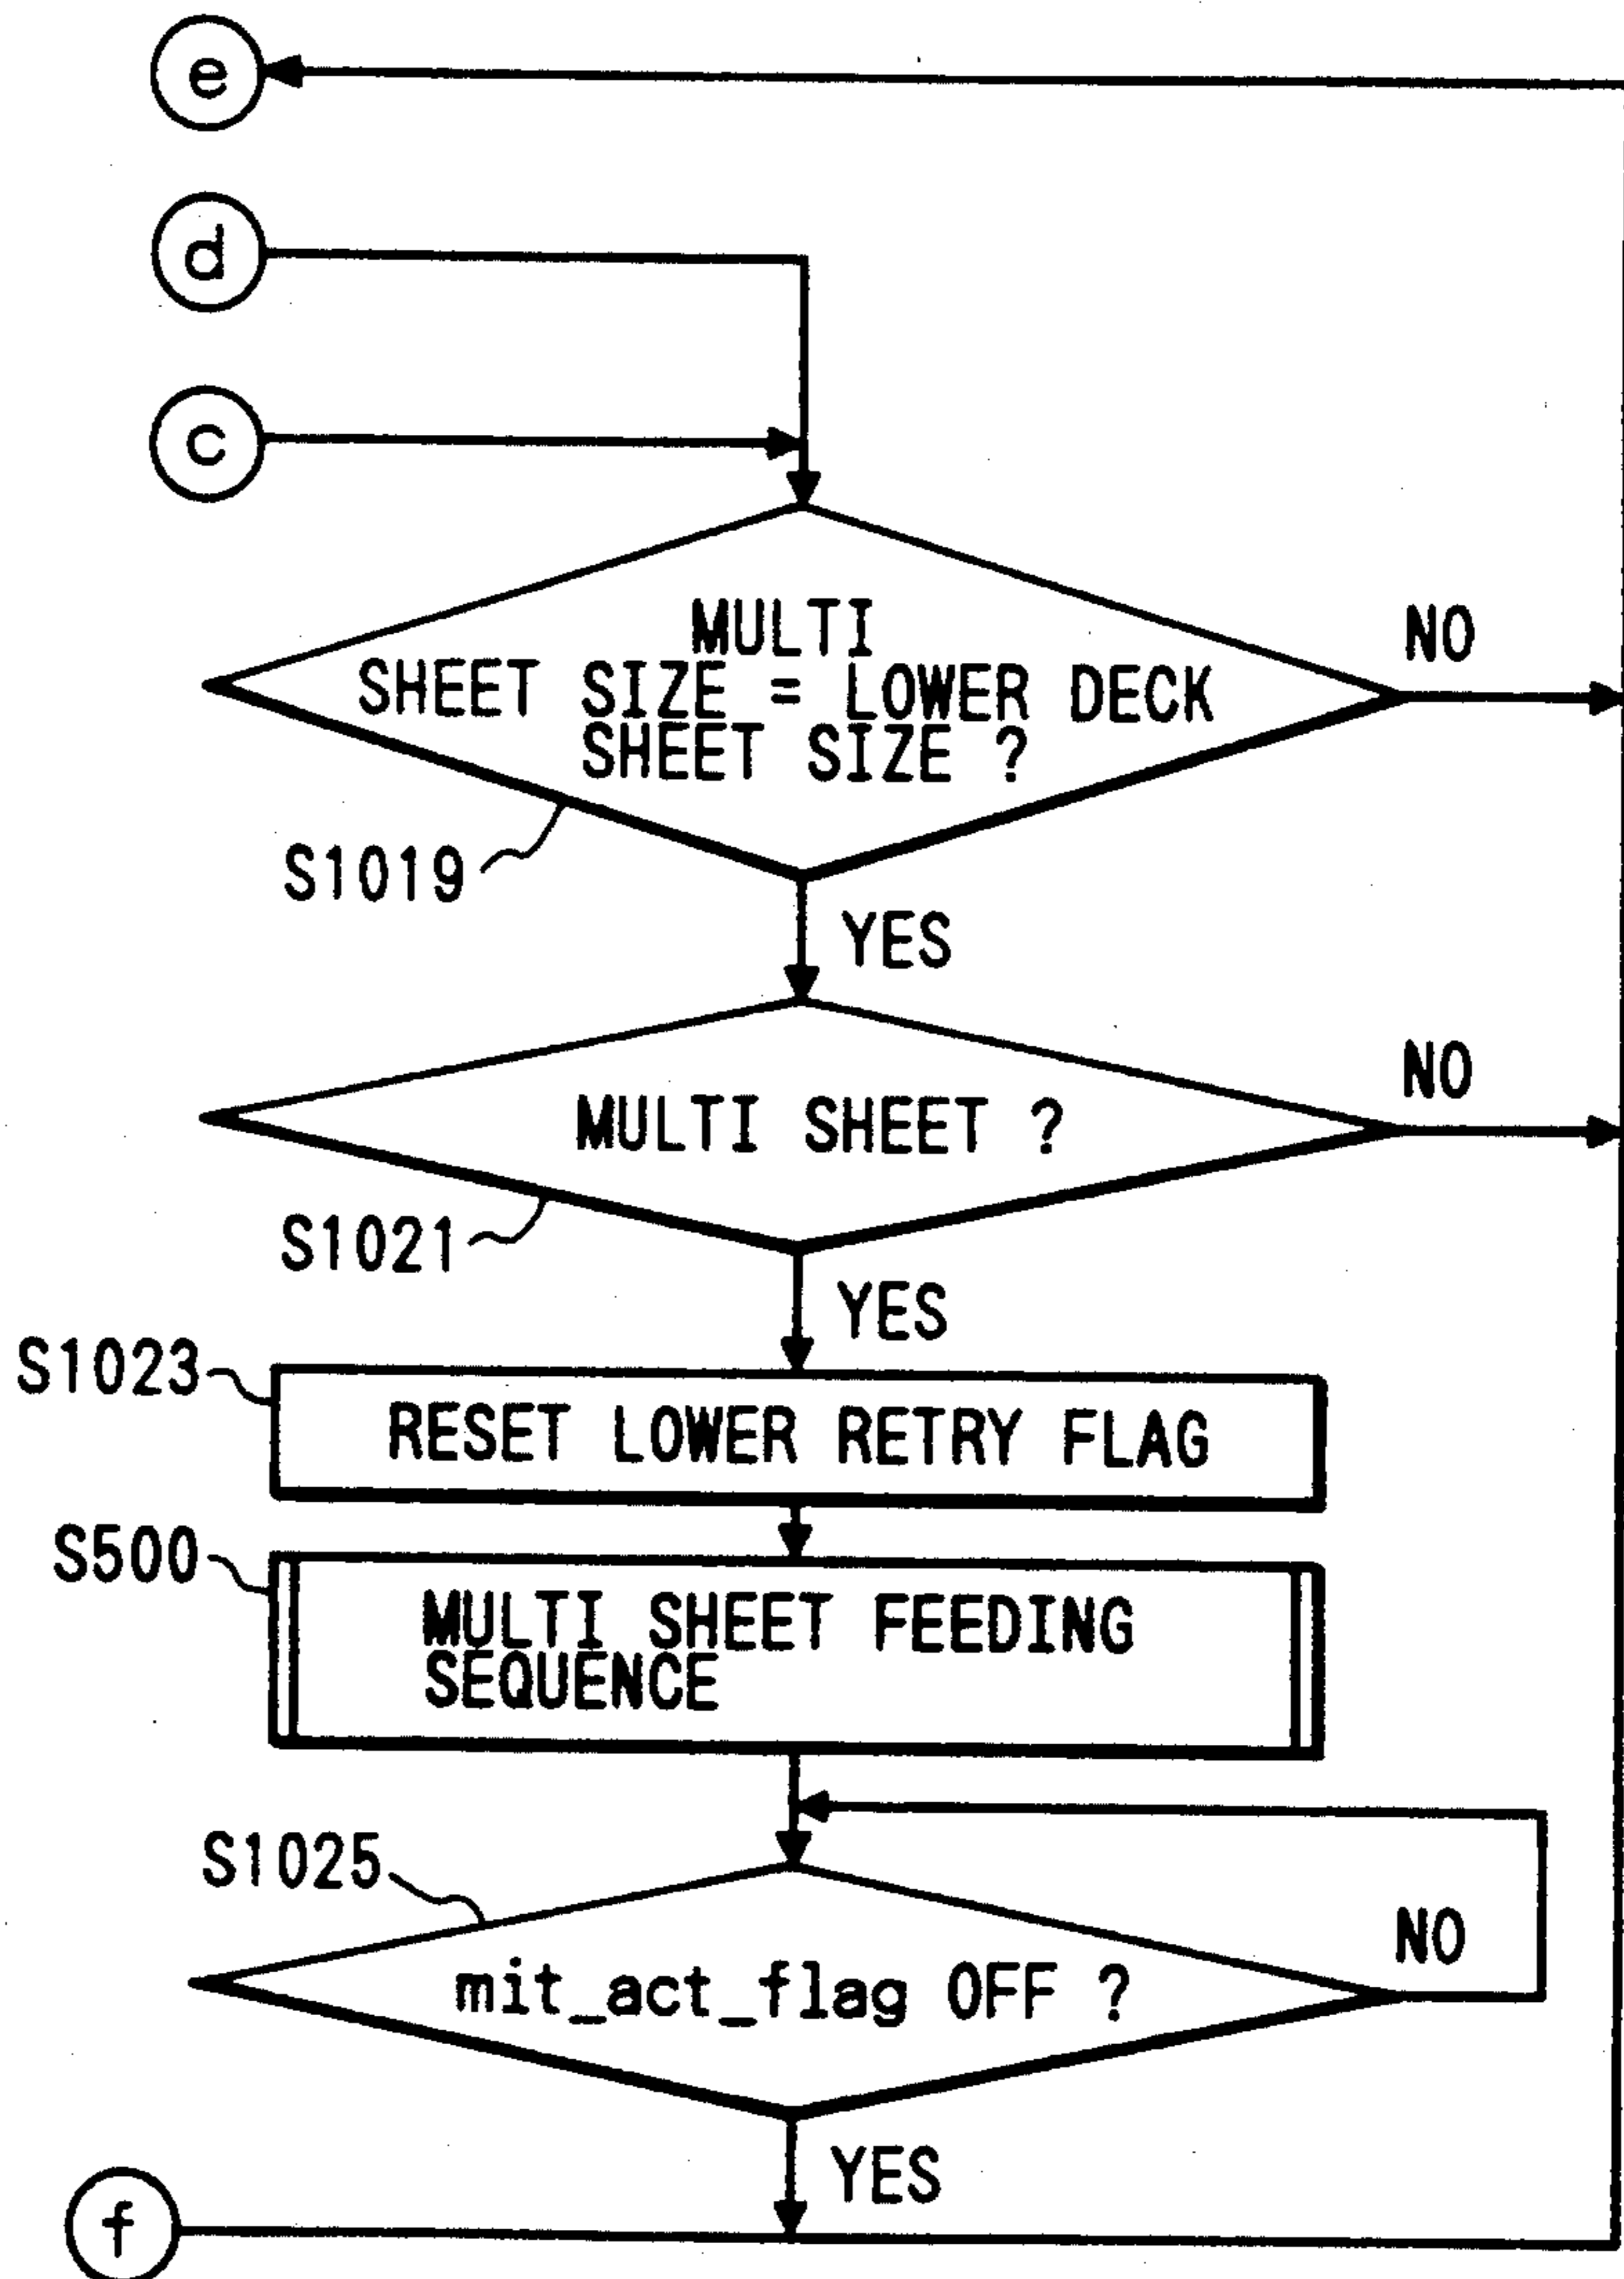 e
d
c
MULTI
SHEET SIZE = LOWER DECK
SHEET SIZE ?
NO
S1019
YES
MULTI SHEET ?
NO
S1021
YES
S1023
RESET LOWER RETRY FLAG
S500
MULTI SHEET FEEDING
SEQUENCE
S1025
mit_act_flag OFF ?
NO
YES
f